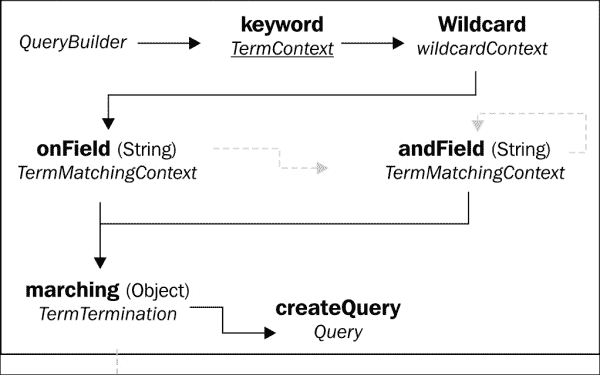 QueryBuilder
keyword
TermContext
Wildcard
wildcardContext
onField (String)
TermMatchingContext
andField (String)
TermMatchingContext
marching (Object)
TermTermination
createQuery
Query